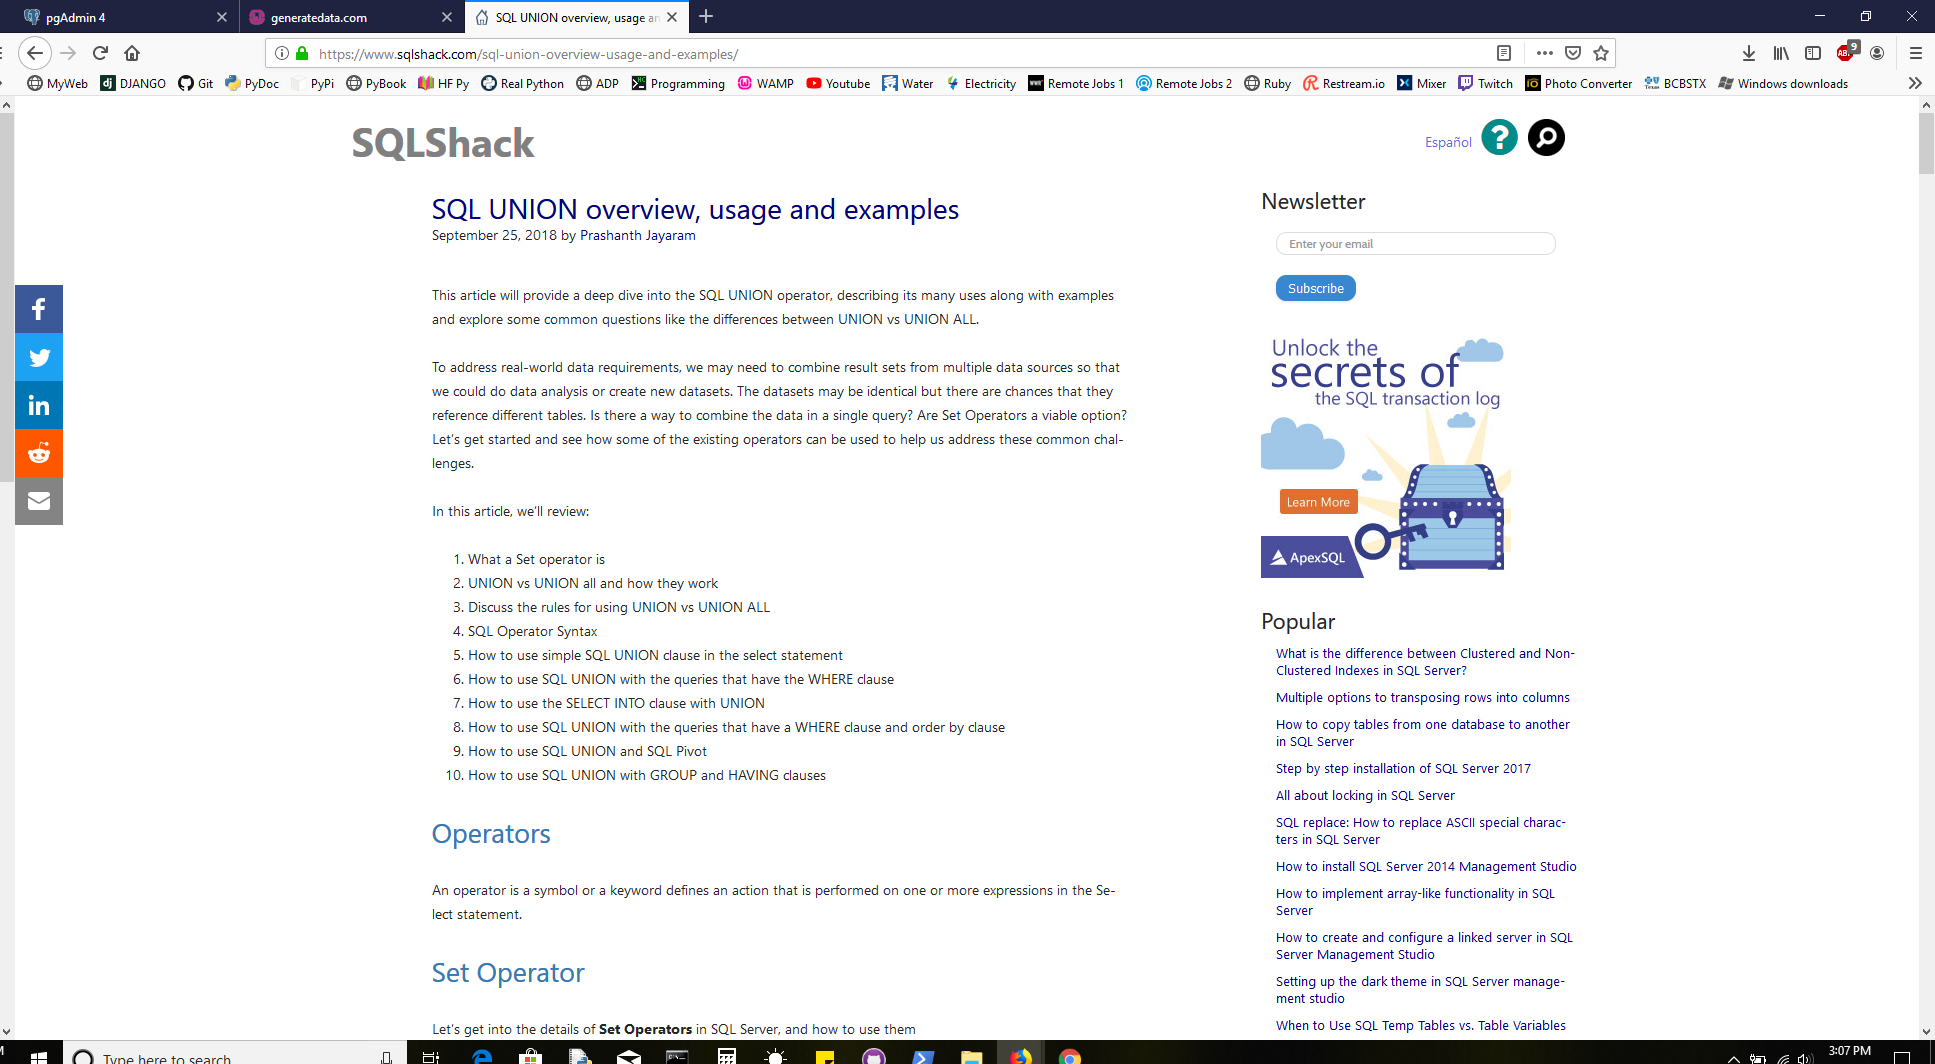 pgAdmin 4
generatedata.com
SQL UNION overview, usage an
https://www.sqlshack.com/sql-union-overview-usage-and-examples/
9
MyWeb
DJANGO
Git
PyDoc
PyPi
PyBook
HF Py
Real Python
ADP
Programming
WAMP
Youtube
Water
Electricity
Remote Jobs 1
Remote Jobs 2
Ruby
Restream.io
Mixer
Twitch
Photo Converter
BCBSTX
Windows downloads
SQLShack
Español
SQL UNION overview, usage and examples
September 25, 2018 by Prashanth Jayaram
This article will provide a deep dive into the SQL UNION operator, describing its many uses along with examples
and explore some common questions like the differences between UNION vs UNION ALL.
To address real-world data requirements, we may need to combine result sets from multiple data sources so that
we could do data analysis or create new datasets. The datasets may be identical but there are chances that they
reference different tables. Is there a way to combine the data in a single query? Are Set Operators a viable option?
Let's get started and see how some of the existing operators can be used to help us address these common chal-
lenges.
In this article, we'll review:
1. What a Set operator is
2. UNION vs UNION all and how they work
3. Discuss the rules for using UNION vs UNION ALL
4. SQL Operator Syntax
5. How to use simple SQL UNION clause in the select statement
6. How to use SQL UNION with the queries that have the WHERE clause
7. How to use the SELECT INTO clause with UNION
8. How to use SQL UNION with the queries that have a WHERE clause and order by clause
9. How to use SQL UNION and SQL Pivot
10. How to use SQL UNION with GROUP and HAVING clauses
Operators
An operator is a symbol or a keyword defines an action that is performed on one or more expressions in the Se-
lect statement.
Set Operator
Let's get into the details of Set Operators in SQL Server, and how to use them
Newsletter
Enter your email
Subscribe
Unlock the
secrets of
the SQL transaction log
Learn More
ApexSQL
Popular
What is the difference between Clustered and Non-
Clustered Indexes in SQL Server?
Multiple options to transposing rows into columns
How to copy tables from one database to another
in SQL Server
Step by step installation of SQL Server 2017
All about locking in SQL Server
SQL replace: How to replace ASCII special charac-
ters in SQL Server
How to install SQL Server 2014 Management Studio
How to implement array-like functionality in SQL
Server
How to create and configure a linked server in SQL
Server Management Studio
Setting up the dark theme in SQL Server manage-
ment studio
When to Use SQL Temp Tables vs. Table Variables
Type here to search
3:07 PM